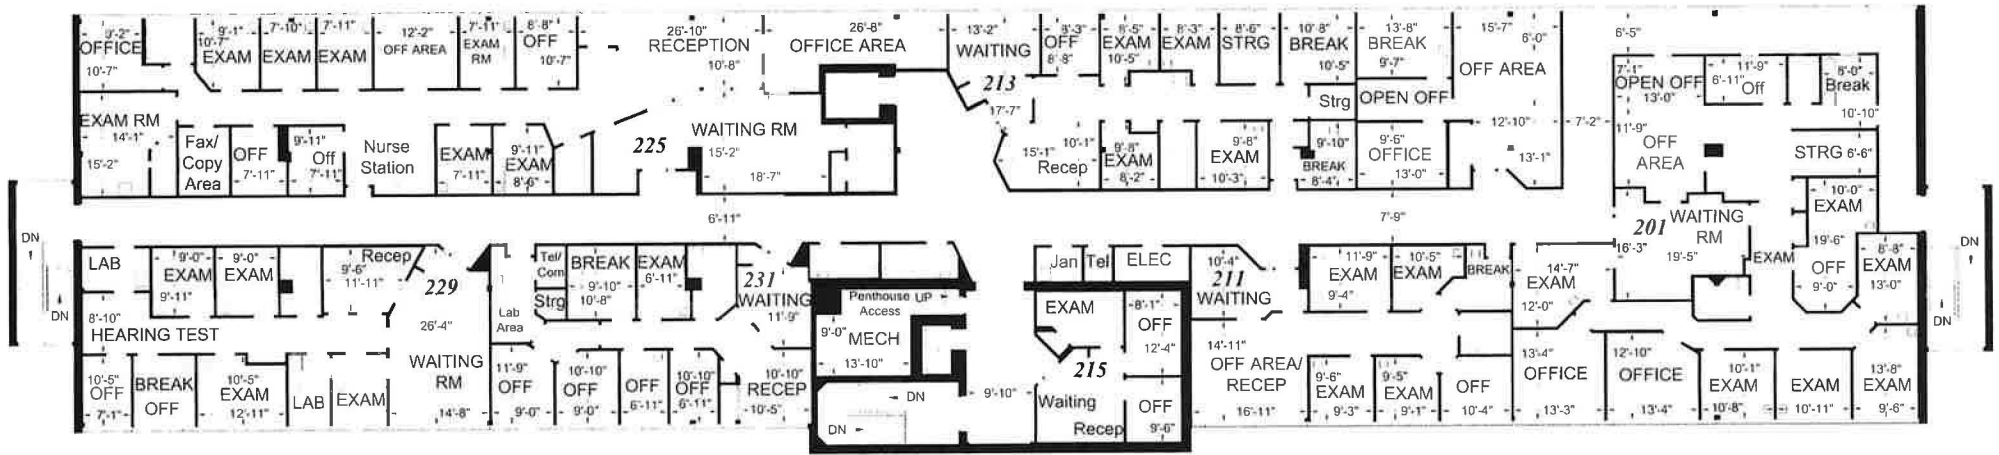 9'-2" 9'-1" 7'-10" 7'-11" 12'-2" 7'-11" 8'-8" 26'-10" 26'-8" 13'-2" 8'-3" 8'-5" 8'-3" 8'-6" 10'-8" 13'-8" 15'-7" 6'-0" 6'-5"
OFFICE 10'-7" EXAM EXAM EXAM OFF AREA EXAM RM OFF RECEPTION OFFICE AREA WAITING OFF EXAM EXAM STRG BREAK BREAK OFF AREA
10'-7" 10'-7" 10'-8" 213 8'-8" 10'-5" 10'-5" 9'-7"
7'-1" OPEN OFF 13'-0" 11'-9" 6'-11" Off 8'-0" Break 10'-10"
EXAM RM 14'-1" 15'-2"
Fax/
Copy
Area
OFF 7'-11"
9'-11" Off 7'-11"
Nurse
Station
EXAM 7'-11"
9'-11" EXAM 8'-6"
225
WAITING RM
15'-2" 18'-7"
17'-7" 15'-1" 10'-1" Recep
9'-8" EXAM 8'-2"
9'-8" EXAM 10'-3"
Strg OPEN OFF
9'-10" BREAK 8'-4"
9'-6" OFFICE 13'-0"
12'-10" 13'-1" 7'-2"
11'-9" OFF AREA
STRG 6'-6"
10'-0" EXAM
6'-11" 7'-9"
201 WAITING RM
16'-3" 19'-5"
EXAM
19'-6" OFF 9'-0"
8'-8" EXAM 13'-0"
DN
DN
DN
DN
LAB
9'-0" EXAM 9'-11"
9'-0" EXAM
Recep 9'-6" 11'-11"
229
Tel/
Com
Strg
BREAK 9'-10" 10'-8"
EXAM 6'-11"
231
WAITING 11'-9"
Lab
Area
Penthouse UP
Access
9'-0" MECH 13'-10"
Jan Tel ELEC
EXAM
8'-1" OFF 12'-4"
10'-4" 211
WAITING
11'-9" EXAM 9'-4"
10'-5" EXAM
BREAK
14'-7" EXAM 12'-0"
8'-10"
HEARING TEST
26'-4"
WAITING RM
14'-8"
10'-5" OFF 7'-1"
BREAK
OFF
10'-5" EXAM 12'-11"
LAB
EXAM
11'-9" OFF 9'-0"
10'-10" OFF 9'-0"
OFF 6'-11"
10'-10" OFF 6'-11"
10'-10" RECEP 10'-5"
DN
DN
9'-10"
215
Waiting
Recep
OFF 9'-6"
14'-11"
OFF AREA/
RECEP
16'-11"
9'-6" EXAM 9'-3"
9'-5" EXAM 9'-1"
OFF 10'-4"
13'-4" OFFICE 13'-3"
12'-10" OFFICE 13'-4"
10'-1" EXAM 10'-8"
EXAM 10'-11"
13'-8" EXAM 9'-6"